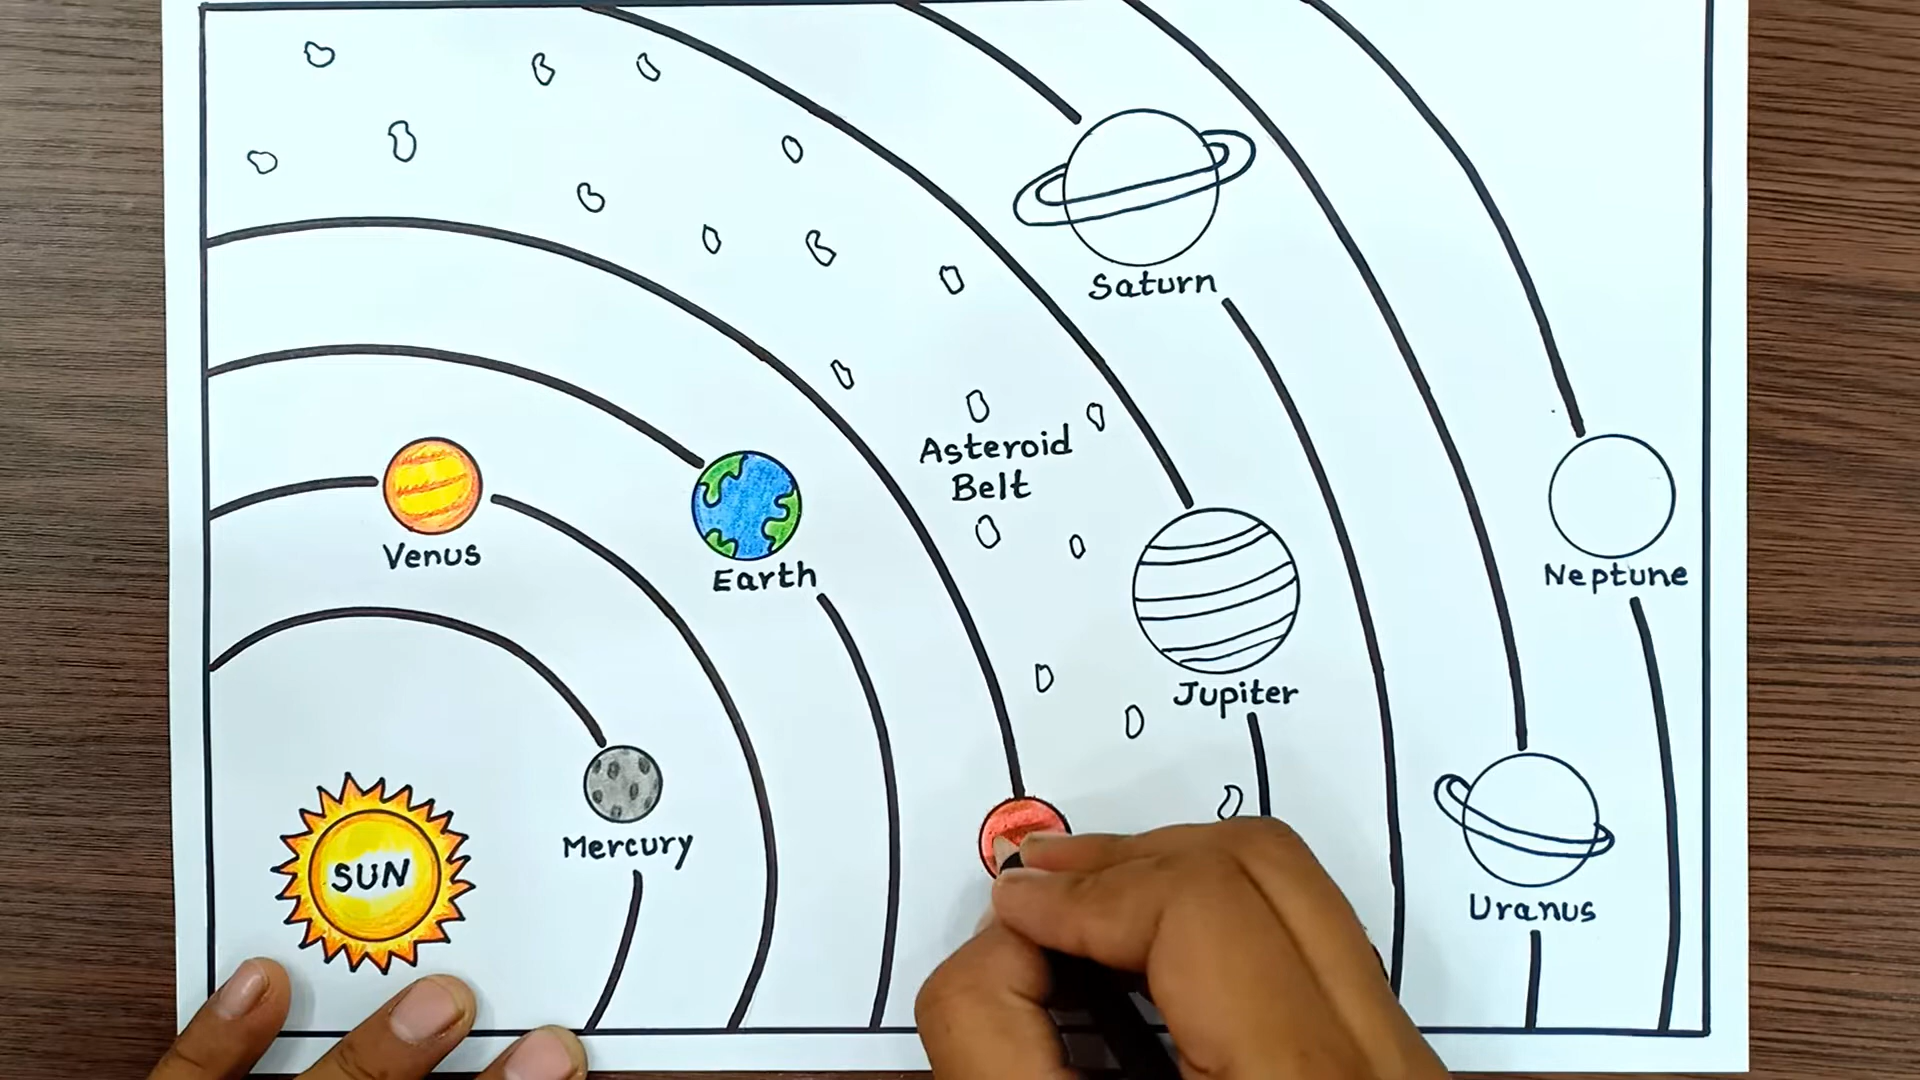 Saturn
Asteroid
Belt
Venus
Earth
Neptune
Jupiter
Mercury
SUN
Uranus